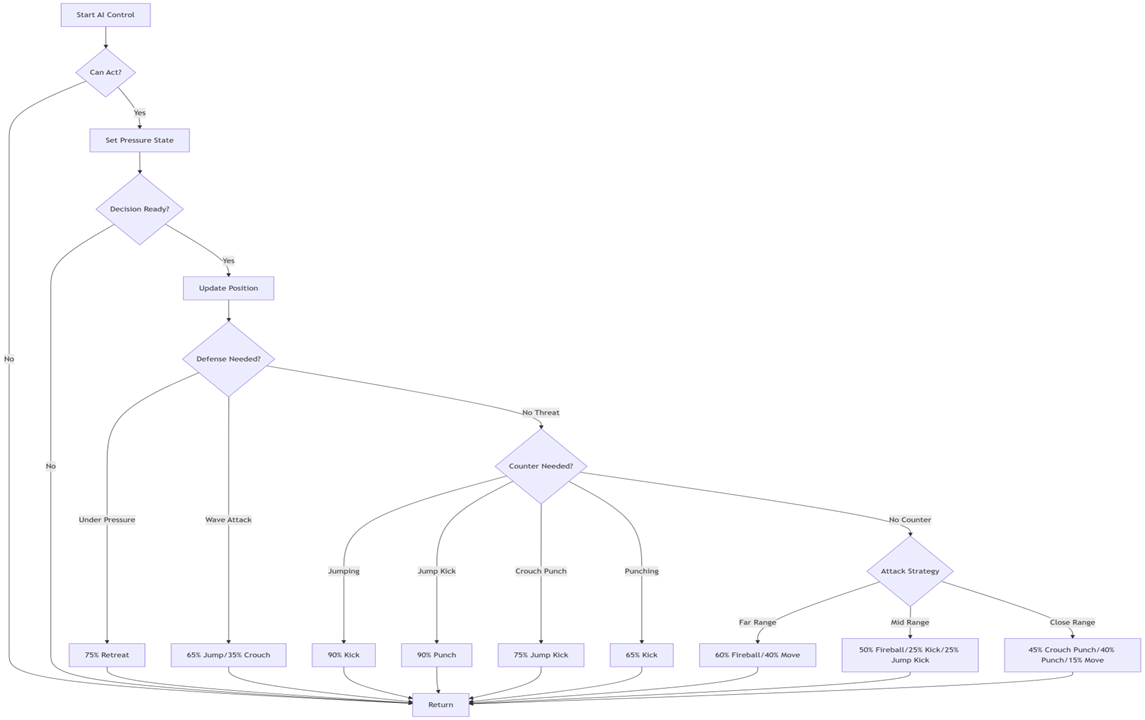 Start AI Control
Can Act?
Yes
Set Pressure State
Decision Ready?
Yes
Update Position
No
Defense Needed?
No Threat
No
Counter Needed?
Under Pressure
Wave Attack
No Counter
Jumping
Jump Kick
Crouch Punch
Punching
Attack Strategy
Far Range
Mid Range
Close Range
75% Retreat
65% Jump/35% Crouch
90% Kick
90% Punch
75% Jump Kick
65% Kick
60% Fireball/40% Move
50% Fireball/25% Kick/25%
Jump Kick
45% Crouch Punch/40%
Punch/15% Move
Return